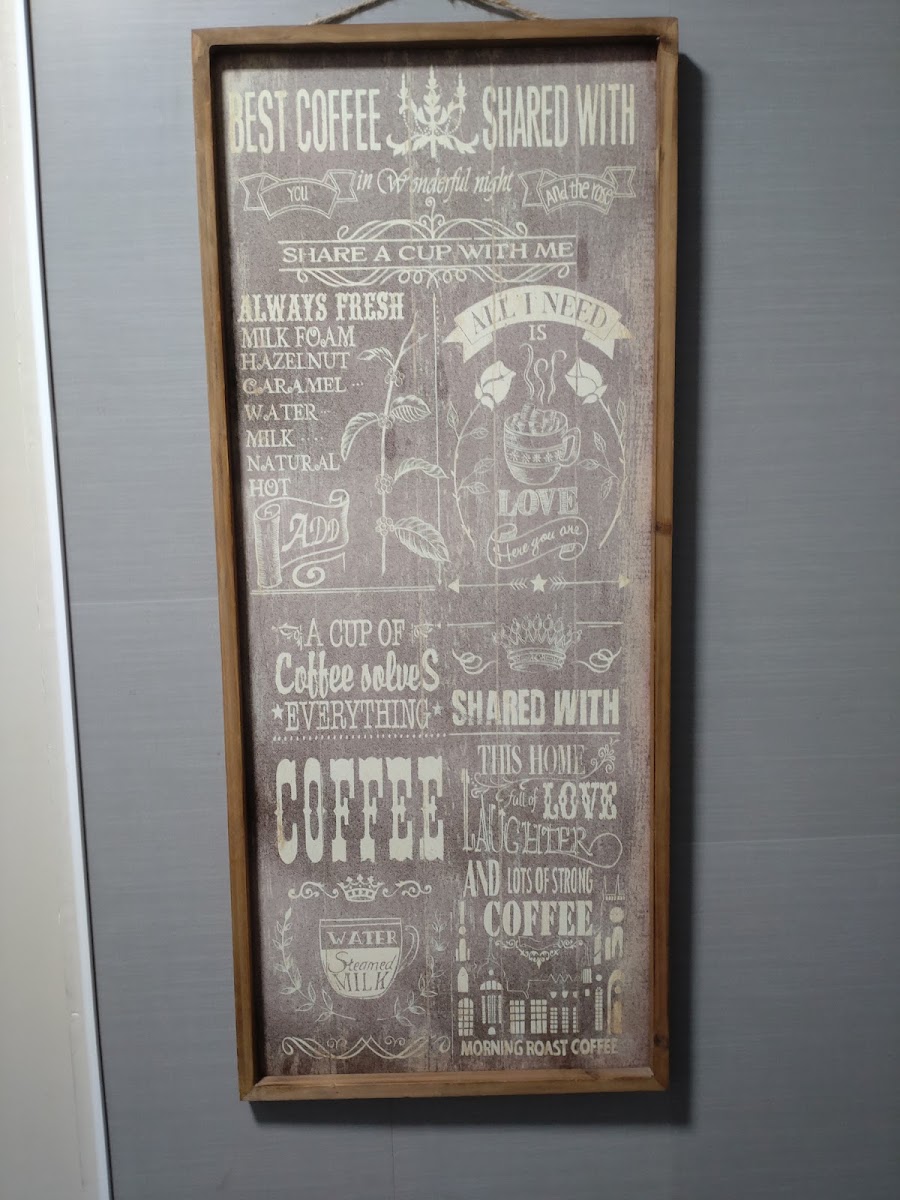 BEST COFFEE SHARED WITH
YOU in Wonderful night And the rose
SHARE A CUP WITH ME
ALWAYS FRESH
MILK FOAM
HAZELNUT
CARAMEL ...
WATER ..
MILK ....
NATURAL
HOT
ADD
ALL I NEED
IS
LOVE
Here you are
A CUP OF
Coffee solveS
EVERYTHING
SHARED WITH
COFFEE
WATER
Steamed
MILK
THIS HOME
Full of LOVE
LAUGHTER
AND LOTS OF STRONG
COFFEE
MORNING ROAST COFFEE